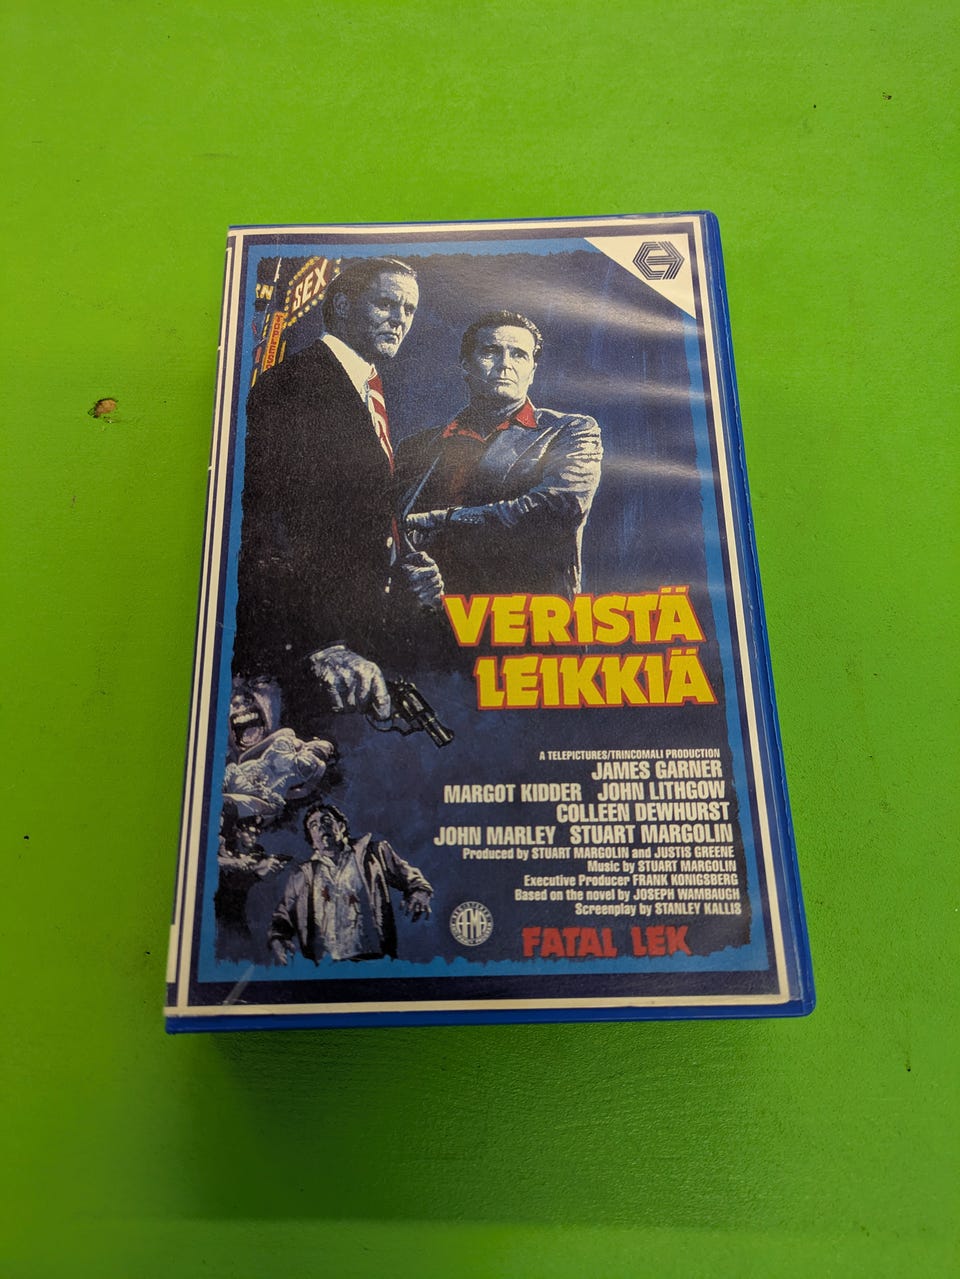 SEX
TOPLESS
VERISTÄ
LEIKKIÄ
A TELEPICTURES/TRINCOMALI PRODUCTION
JAMES GARNER
MARGOT KIDDER JOHN LITHGOW
COLLEEN DEWHURST
JOHN MARLEY STUART MARGOLIN
Produced by STUART MARGOLIN and JUSTIS GREENE
Music by STUART MARGOLIN
Executive Producer FRANK KONIGSBERG
Based on the novel by JOSEPH WAMBAUGH
Screenplay by STANLEY KALLIS
FATAL LEK